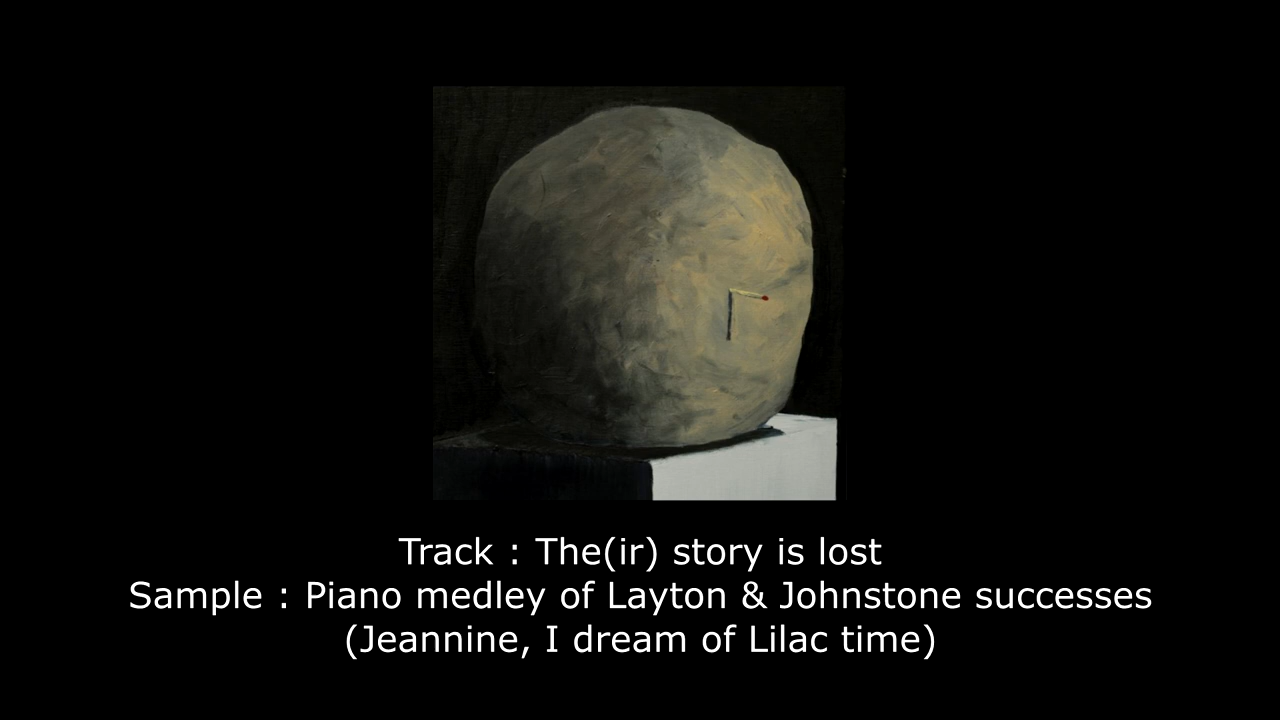 Track : The(ir) story is lost
Sample : Piano medley of Layton & Johnstone successes
(Jeannine, I dream of Lilac time)